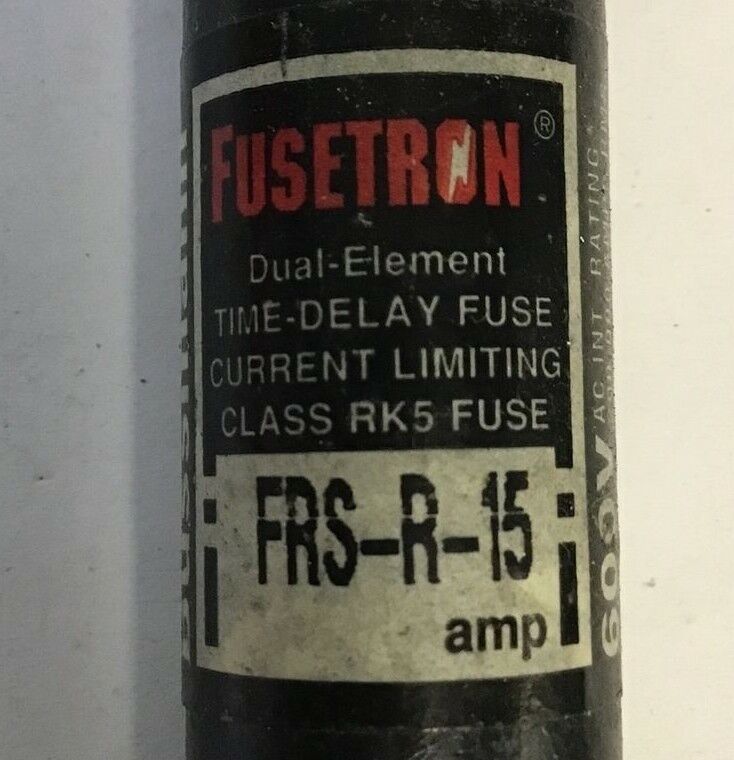 FUSETRON®
Dual-Element
TIME-DELAY FUSE
CURRENT LIMITING
CLASS RK5 FUSE
FRS-R-15
amp
600V AC INT. RATING